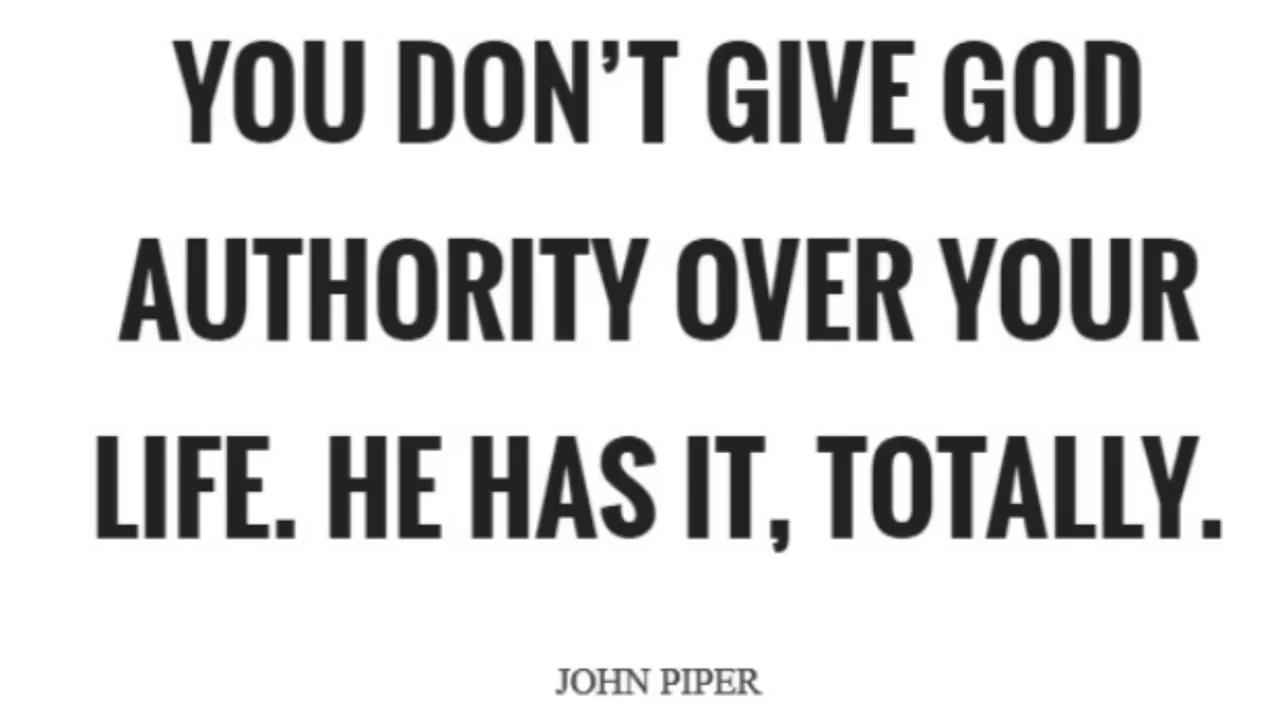 YOU DON’T GIVE GOD
AUTHORITY OVER YOUR
LIFE. HE HAS IT, TOTALLY.
JOHN PIPER